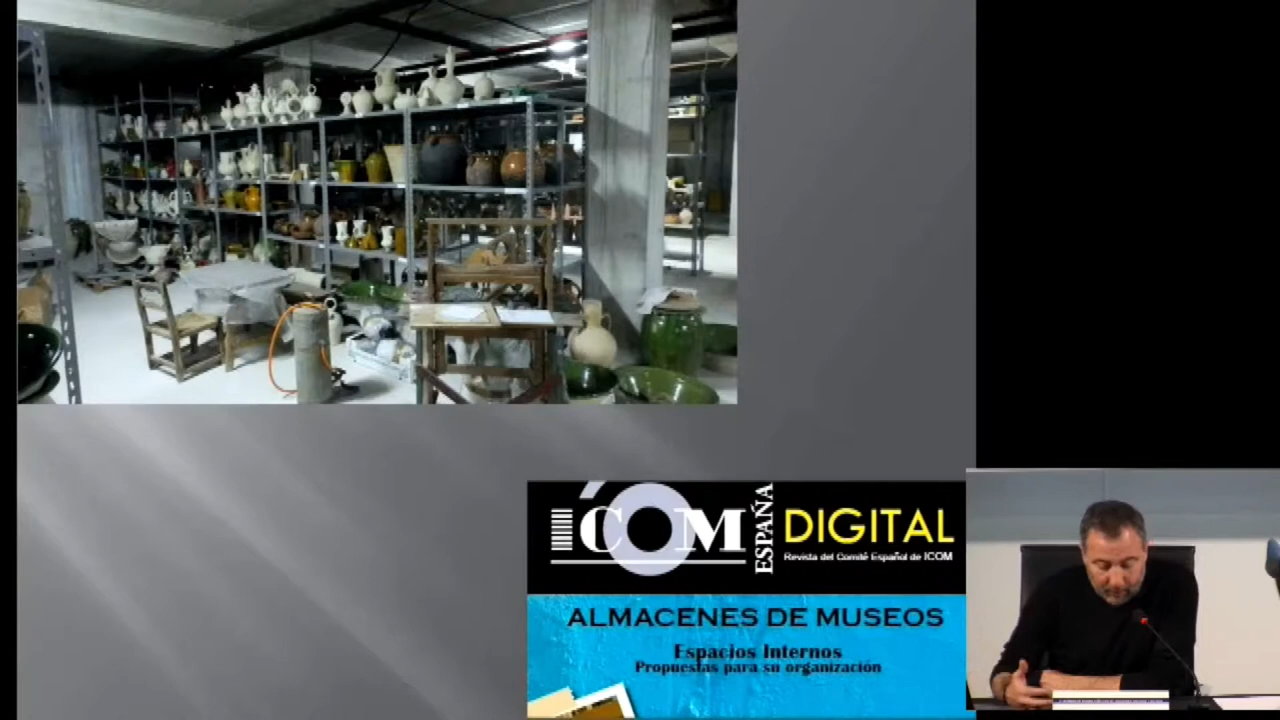 ICOM
ESPAÑA
DIGITAL
Revista del Comité Español de ICOM
ALMACENES DE MUSEOS
Espacios Internos
Propuestas para su organización